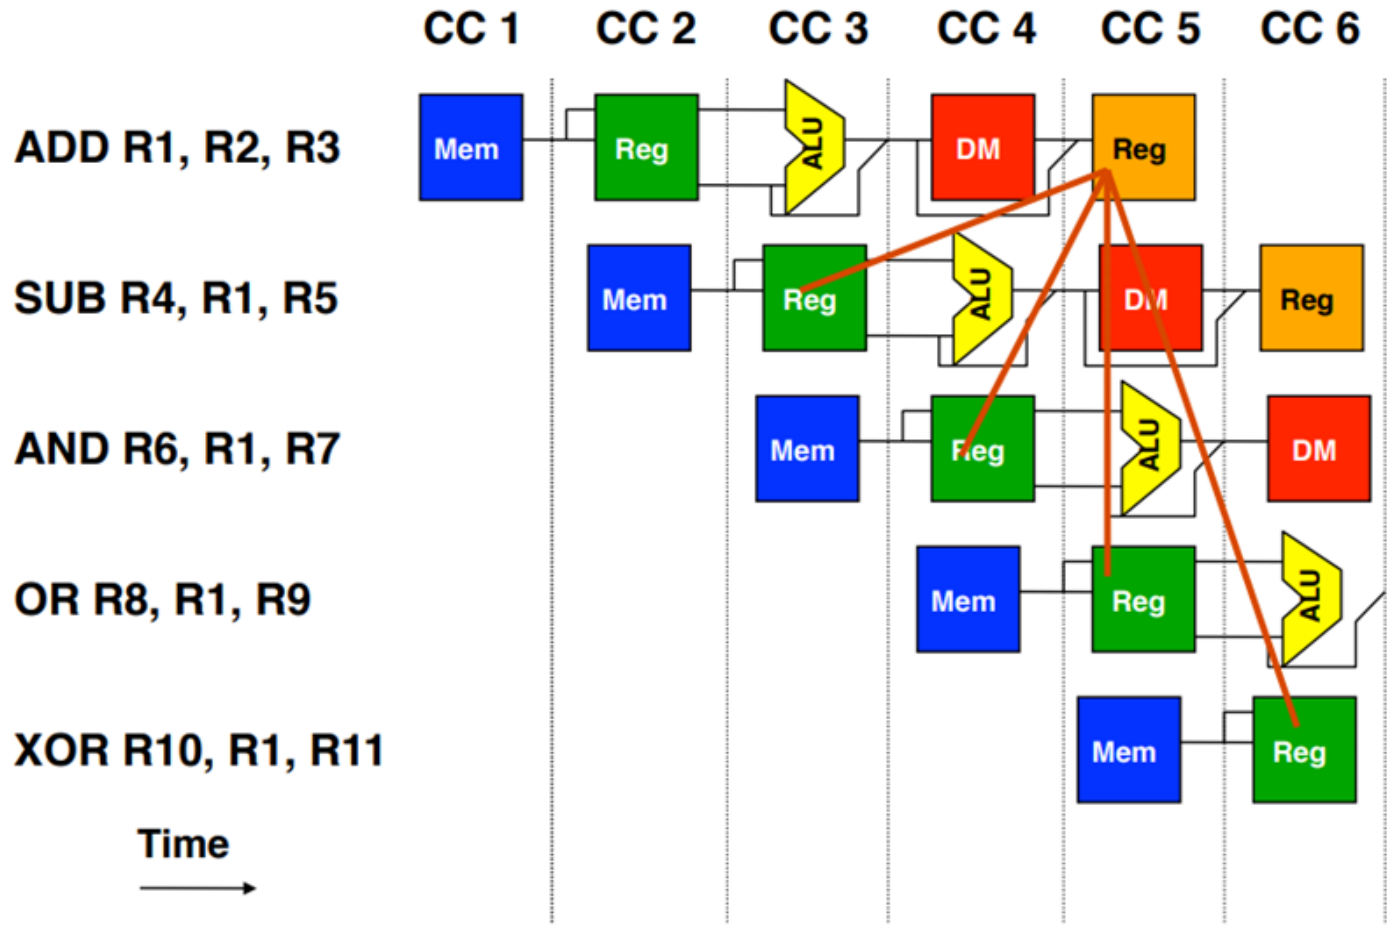 CC 1 CC 2 CC 3 CC 4 CC 5 CC 6
ADD R1, R2, R3 Mem Reg ALU DM Reg
SUB R4, R1, R5 Mem Reg ALU DM Reg
AND R6, R1, R7 Mem Reg ALU DM
OR R8, R1, R9 Mem Reg ALU
XOR R10, R1, R11 Mem Reg
Time